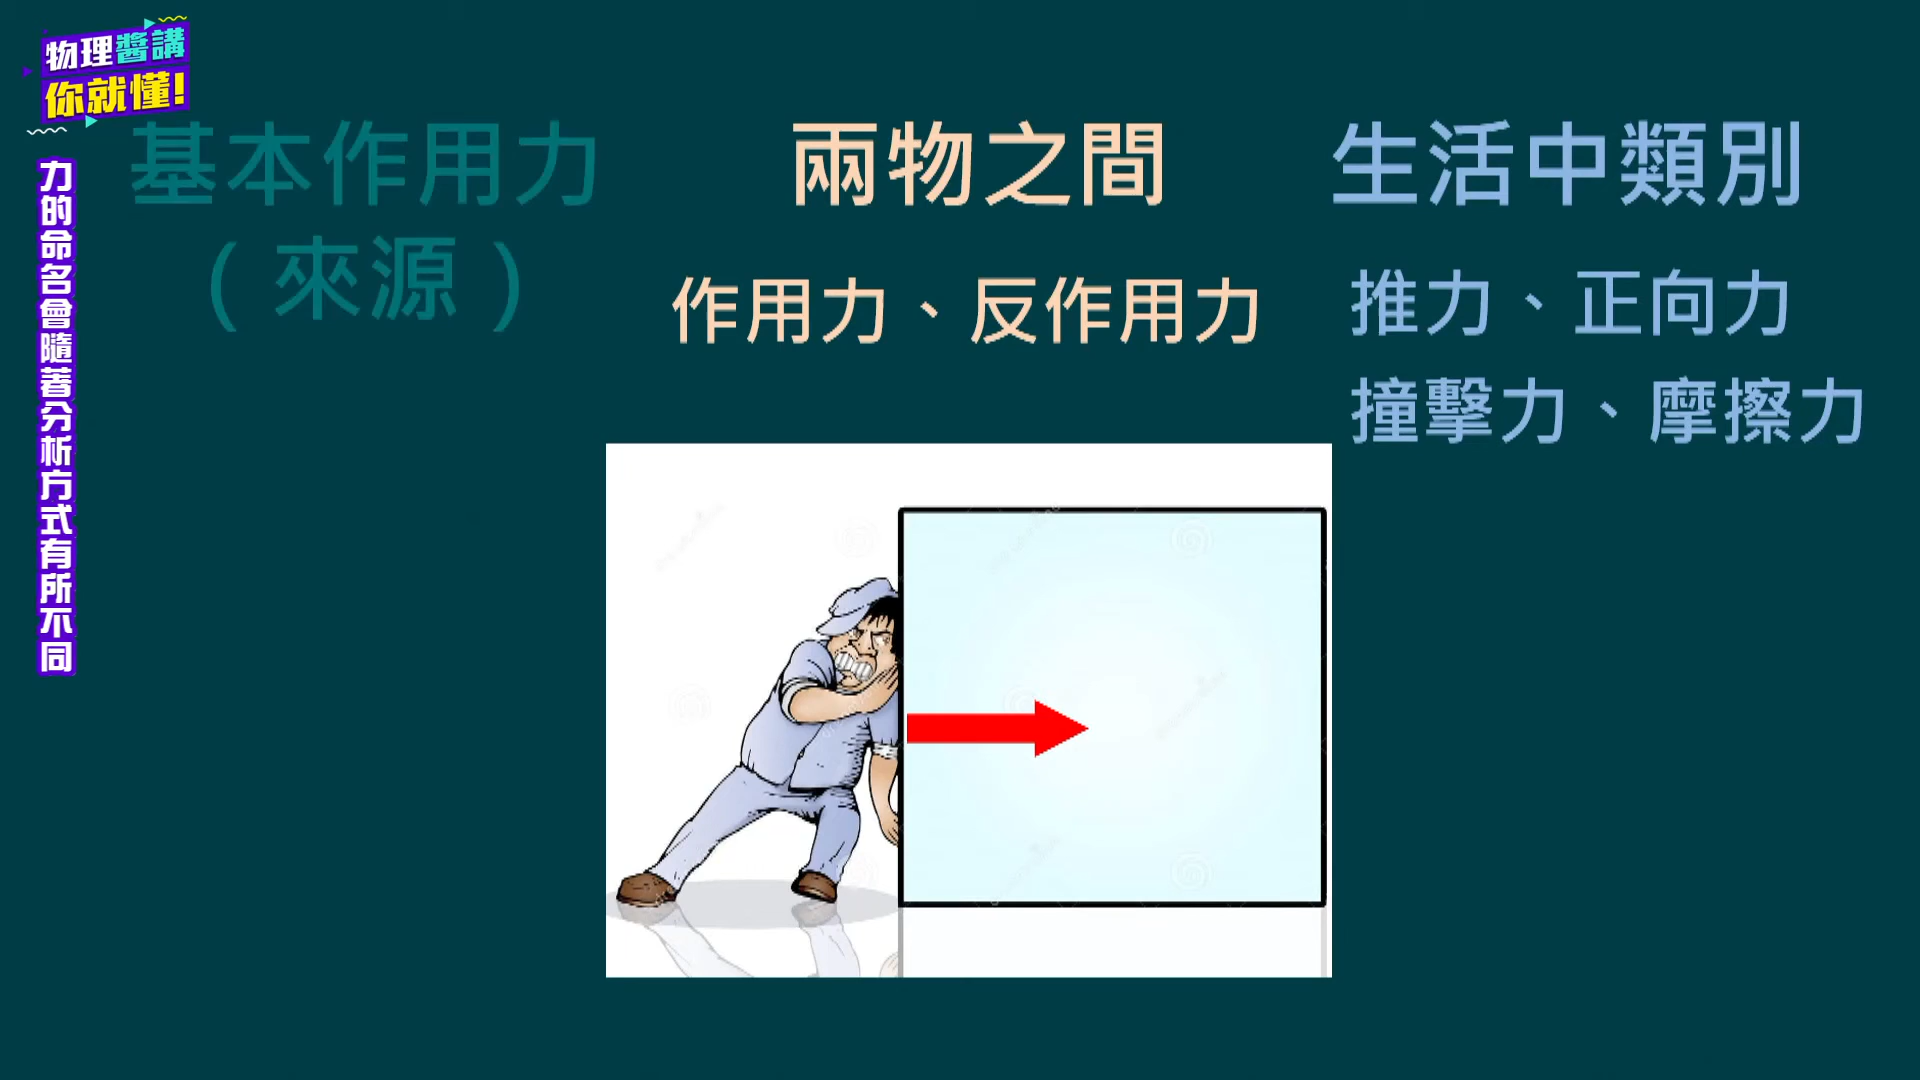 物理醬講
你就懂!
力的命名會隨著分析方式有所不同
基本作用力
(來源)
兩物之間
作用力、反作用力
生活中類別
推力、正向力
撞擊力、摩擦力